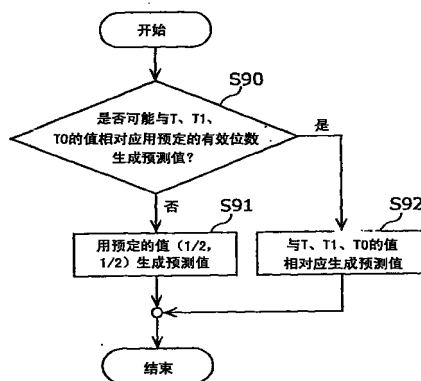 开始
S90
是否可能与T、T1、
T0的值相对应用预定的有效位数
生成预测值?
是
否
S91
用预定的值(1/2,
1/2)生成预测值
S92
与T、T1、T0的值
相对应生成预测值
结束